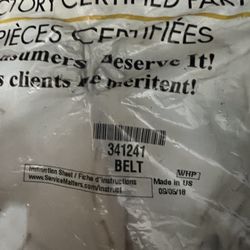 CTORY CERTIFIED PART
PIÈCES CERTIFIÉES
onsumers Deserve It!
s clients le méritent!
341241
BELT
Instruction Sheet / Fiche d'instructions
www.ServiceMatters.com/instruct
WHP
Made in US
09/05/18